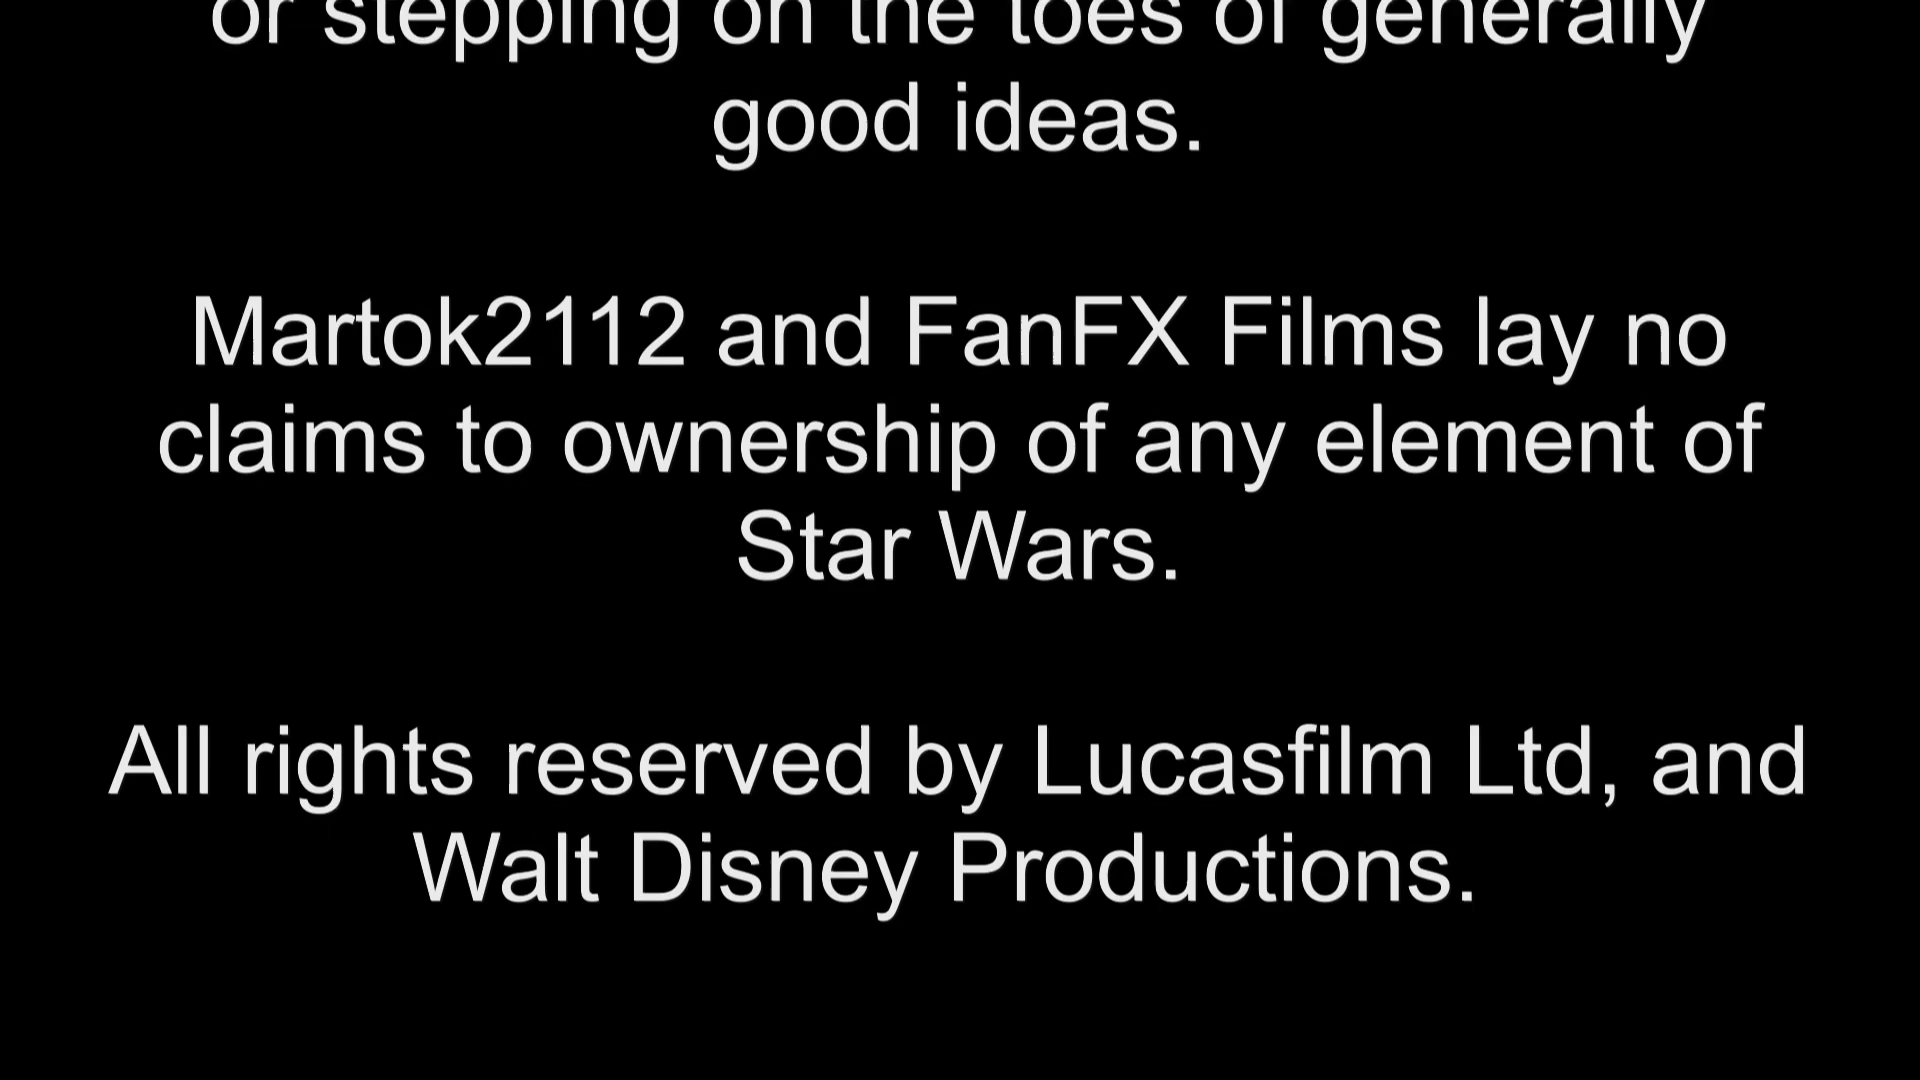 or stepping on the toes of generally
good ideas.
Martok2112 and FanFX Films lay no
claims to ownership of any element of
Star Wars.
All rights reserved by Lucasfilm Ltd, and
Walt Disney Productions.